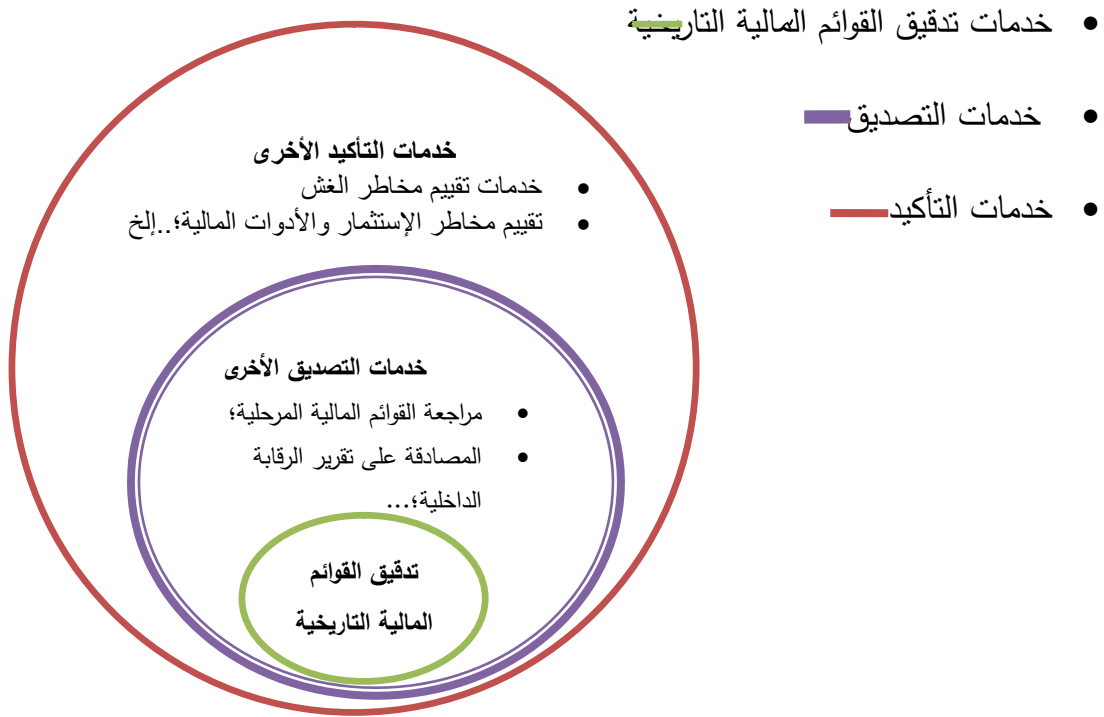 • خدمات تدقيق القوائم المالية التاريخية
• خدمات التصديق
• خدمات التأكيد
خدمات التأكيد الأخرى
• خدمات تقييم مخاطر الغش
• تقييم مخاطر الإستثمار والأدوات المالية؛..إلخ
خدمات التصديق الأخرى
• مراجعة القوائم المالية المرحلية؛
• المصادقة على تقرير الرقابة
الداخلية؛...
تدقيق القوائم
المالية التاريخية